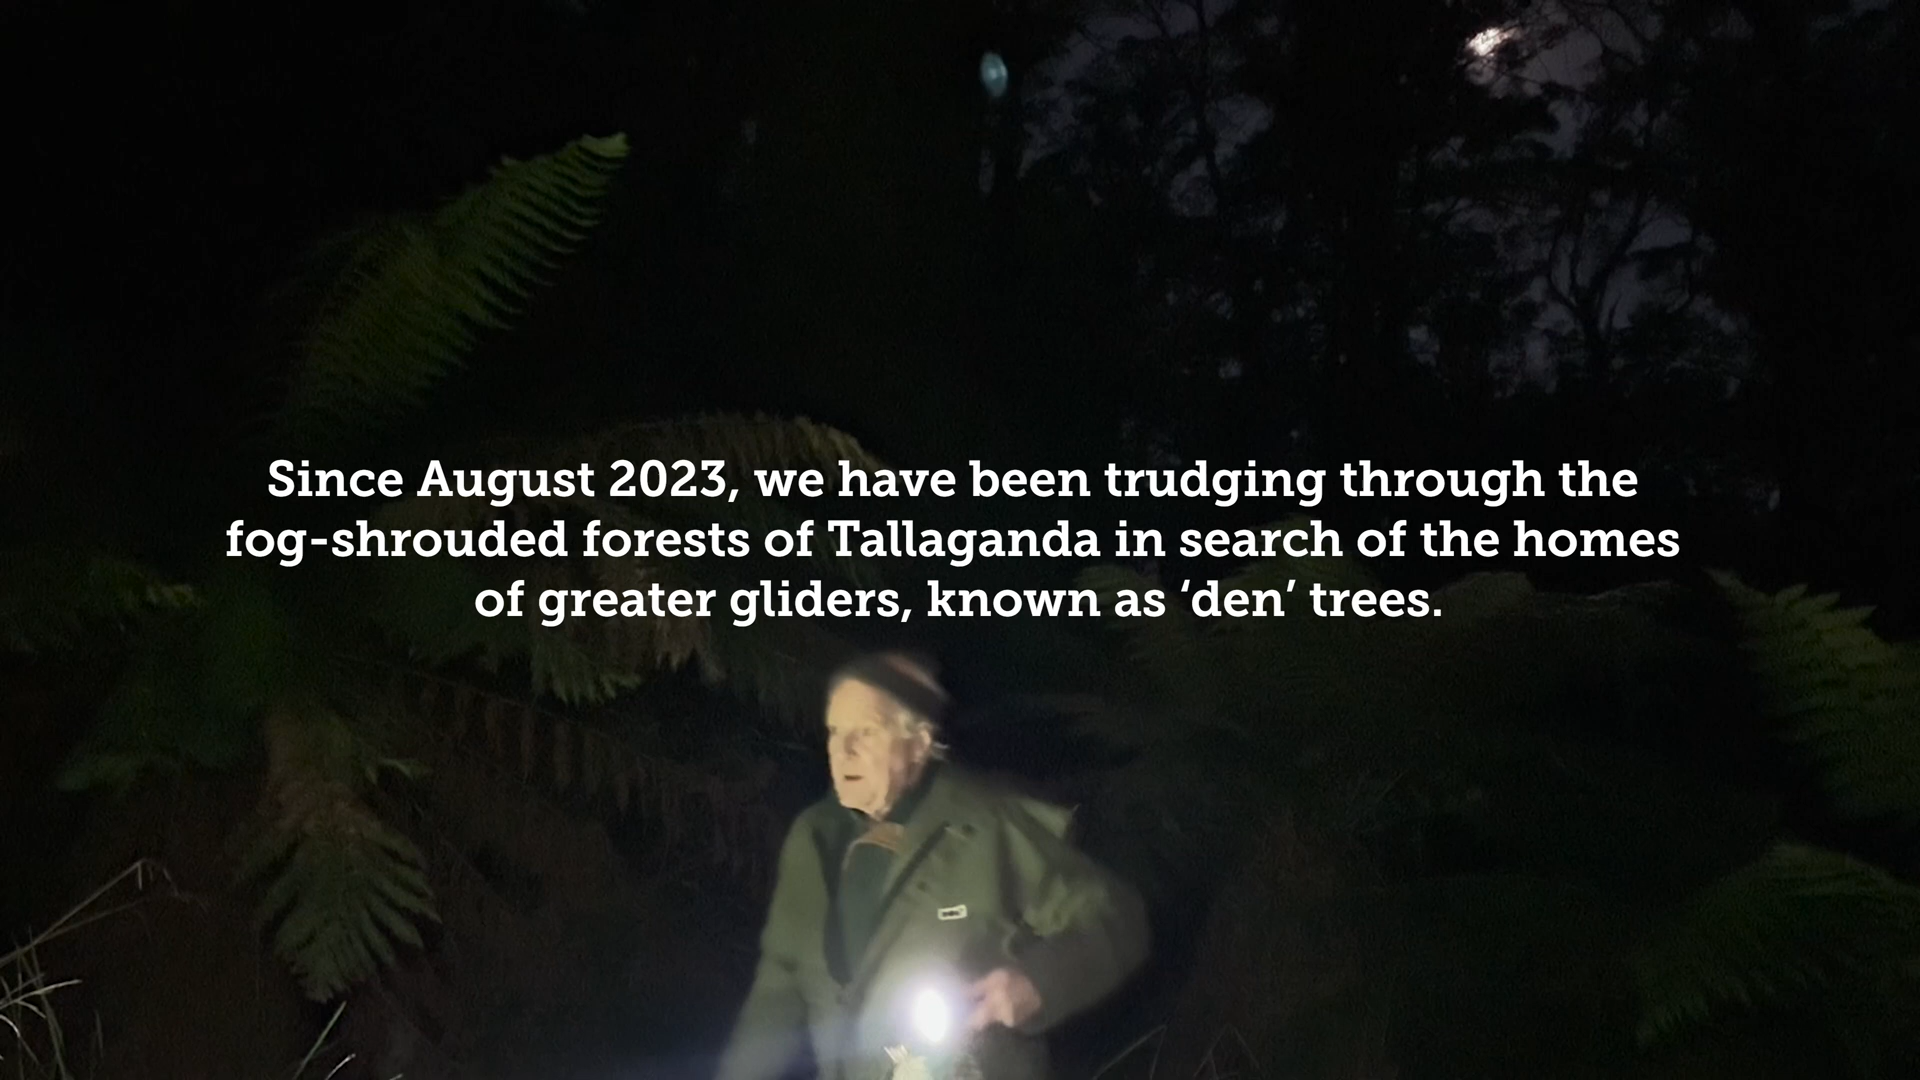 Since August 2023, we have been trudging through the
fog-shrouded forests of Tallaganda in search of the homes
of greater gliders, known as ‘den’ trees.